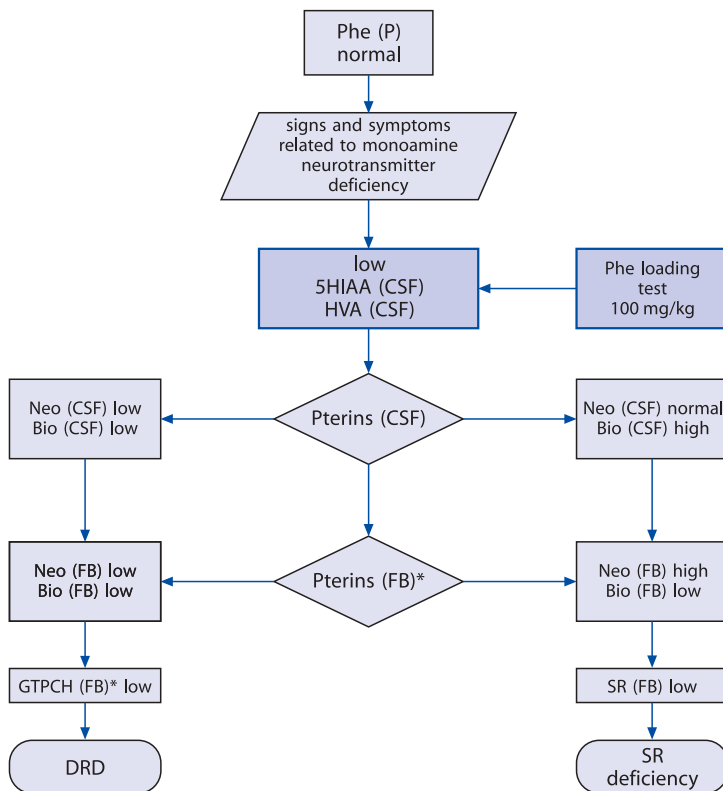 Phe (P)
normal
signs and symptoms
related to monoamine
neurotransmitter
deficiency
low
5HIAA (CSF)
HVA (CSF)
Phe loading
test
100 mg/kg
Neo (CSF) low
Bio (CSF) low
Pterins (CSF)
Neo (CSF) normal
Bio (CSF) high
Neo (FB) low
Bio (FB) low
Pterins (FB)*
Neo (FB) high
Bio (FB) low
GTPCH (FB)* low
SR (FB) low
DRD
SR
deficiency